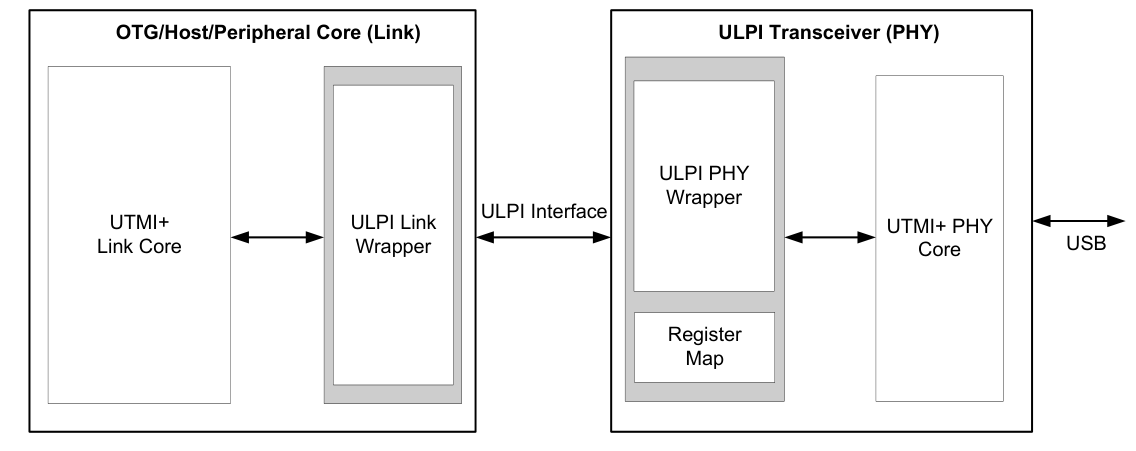 OTG/Host/Peripheral Core (Link)
UTMI+
Link Core
ULPI Link
Wrapper
ULPI Interface
ULPI Transceiver (PHY)
ULPI PHY
Wrapper
Register
Map
UTMI+ PHY
Core
USB